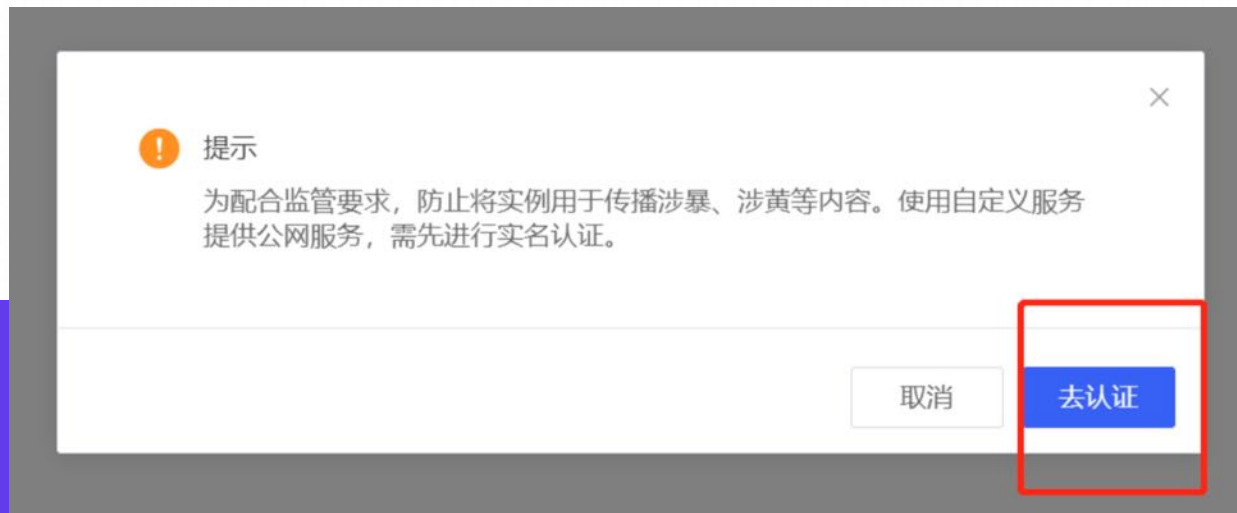 提示
为配合监管要求，防止将实例用于传播涉暴、涉黄等内容。使用自定义服务
提供公网服务，需先进行实名认证。
取消
去认证